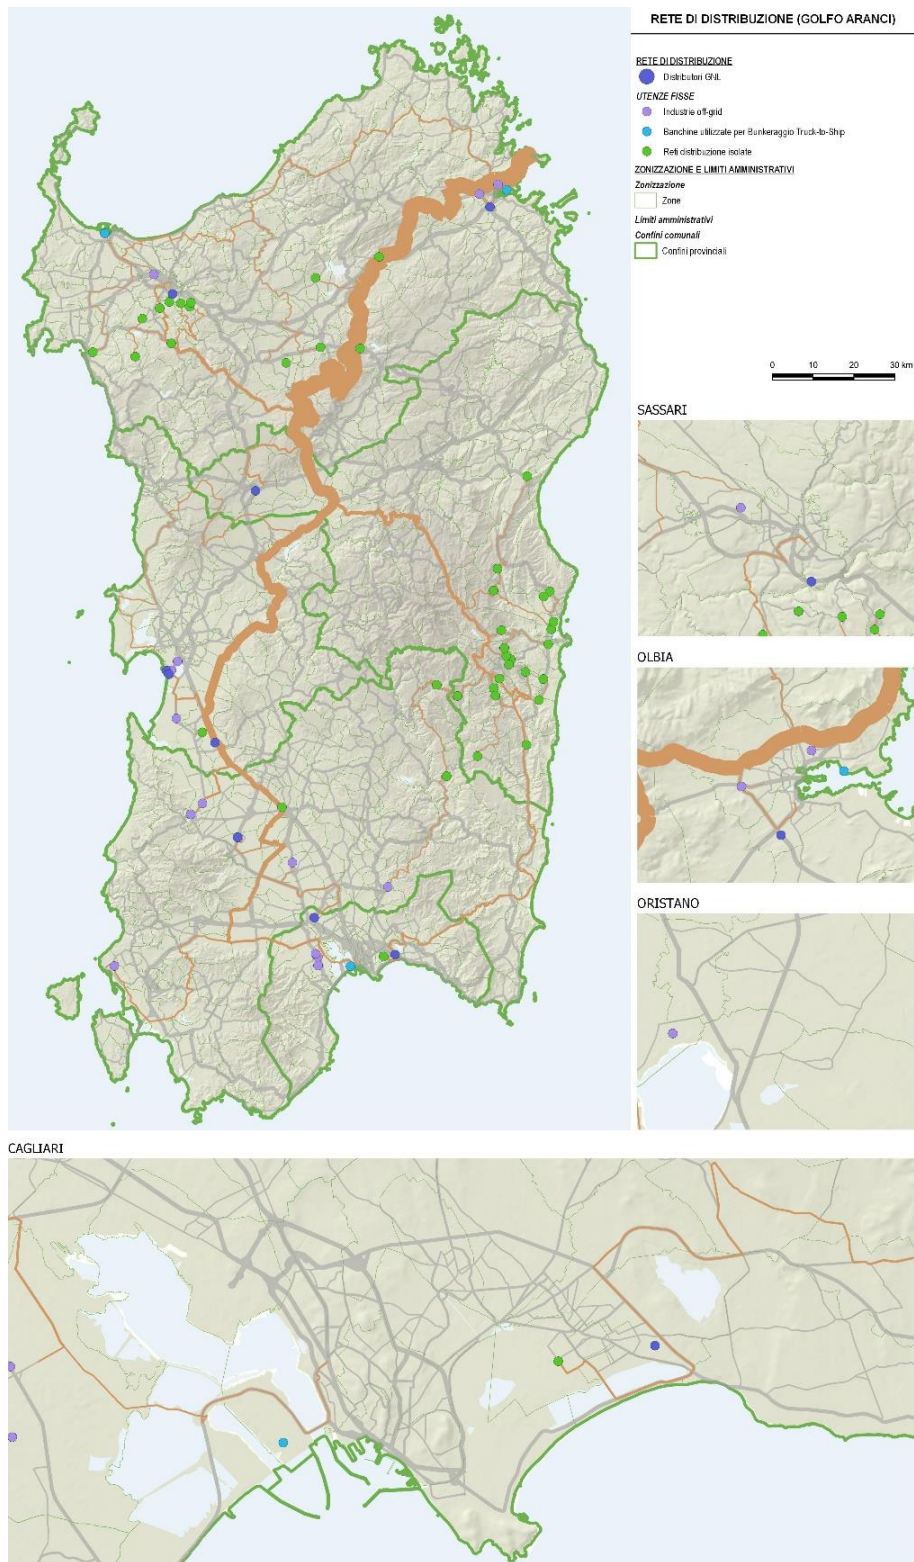 RETE DI DISTRIBUZIONE (GOLFO ARANCI)
RETE DI DISTRIBUZIONE
Distributori GNL
UTENZE FISSE
Industrie off-grid
Banchine utilizzate per Bunkeraggio Truck-to-Ship
Reti distribuzione isolate
ZONIZZAZIONE E LIMITI AMMINISTRATIVI
Zonizzazione
Zone
Limiti amministrativi
Confini comunali
Confini provinciali
0 10 20 30 km
SASSARI
OLBIA
ORISTANO
CAGLIARI